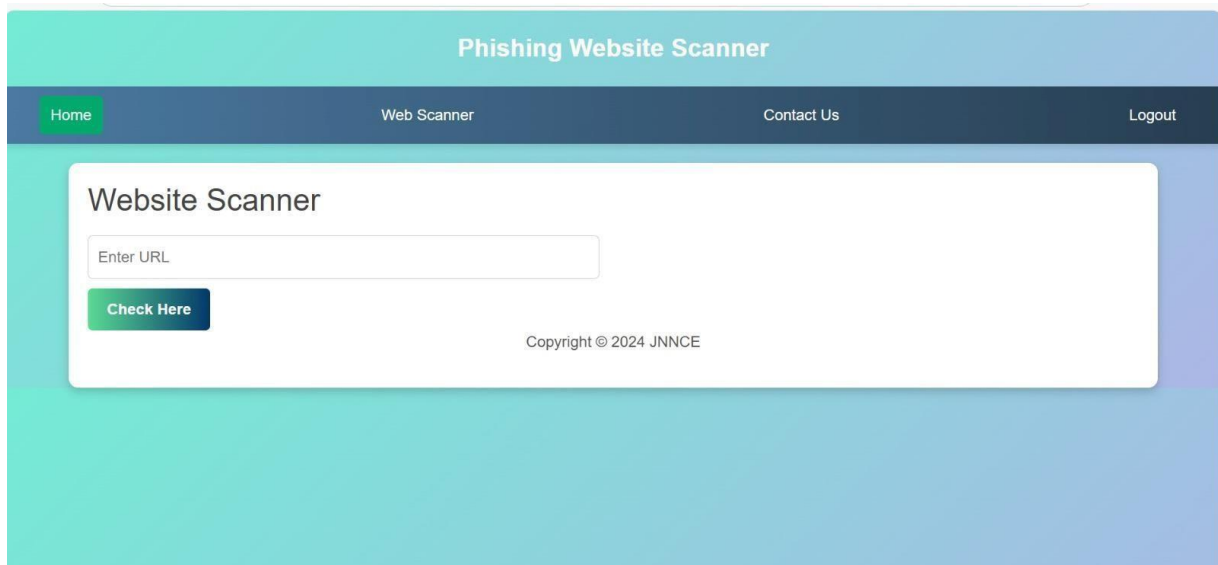 Phishing Website Scanner
Home Web Scanner Contact Us Logout
Website Scanner
Enter URL
Check Here
Copyright © 2024 JNNCE